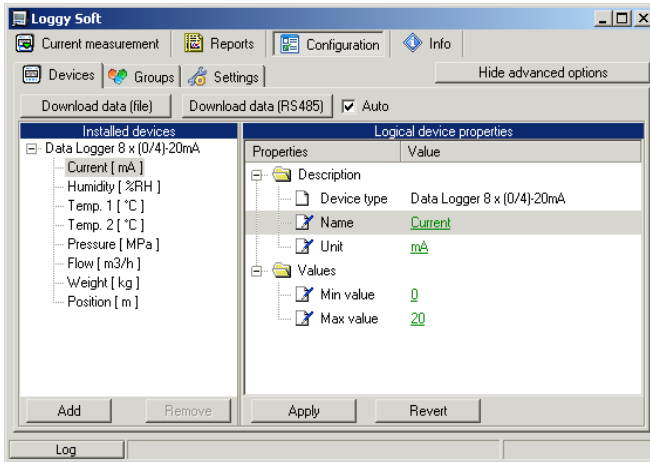 Loggy Soft
Current measurement Reports Configuration Info
Devices Groups Settings Hide advanced options
Download data (file) Download data (RS485) Auto
Installed devices Logical device properties
Data Logger 8 x (0/4)-20mA Properties Value
Current [ mA ] Description
Humidity [ %RH ] Device type Data Logger 8 x (0/4)-20mA
Temp. 1 [ °C ] Name Current
Temp. 2 [ °C ] Unit mA
Pressure [ MPa ] Values
Flow [ m3/h ] Min value 0
Weight [ kg ] Max value 20
Position [ m ]
Add Remove Apply Revert
Log